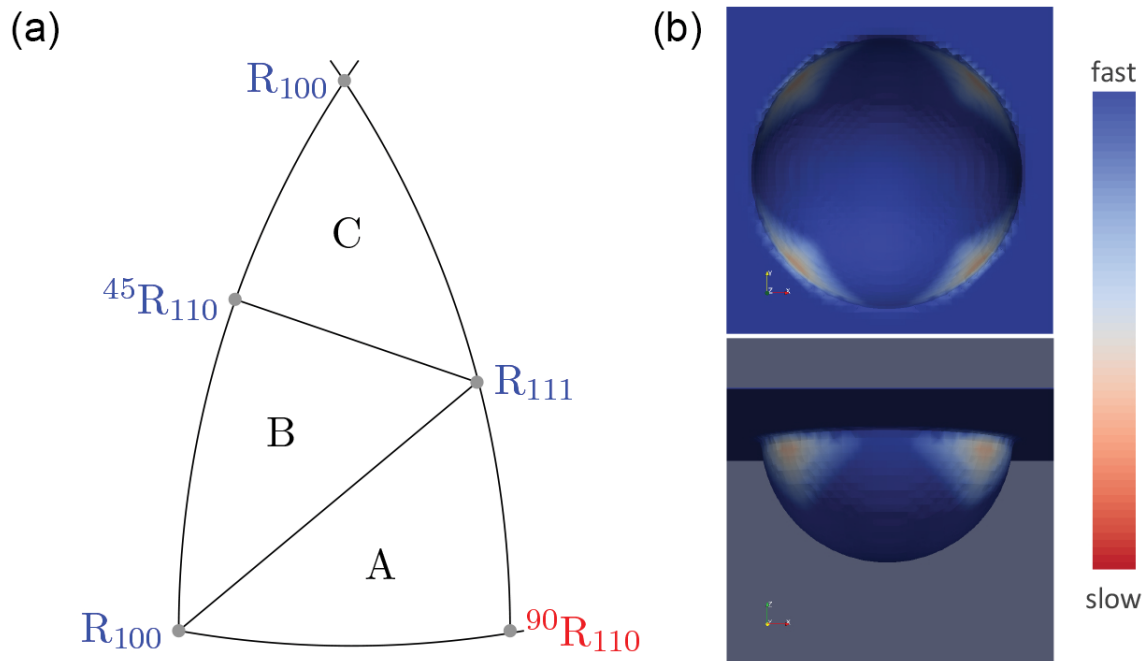 (a)
R₁₀₀
C
⁴⁵R₁₁₀
R₁₁₁
B
A
R₁₀₀
⁹⁰R₁₁₀
(b)
Y
Z X
Z
Y X
fast
slow